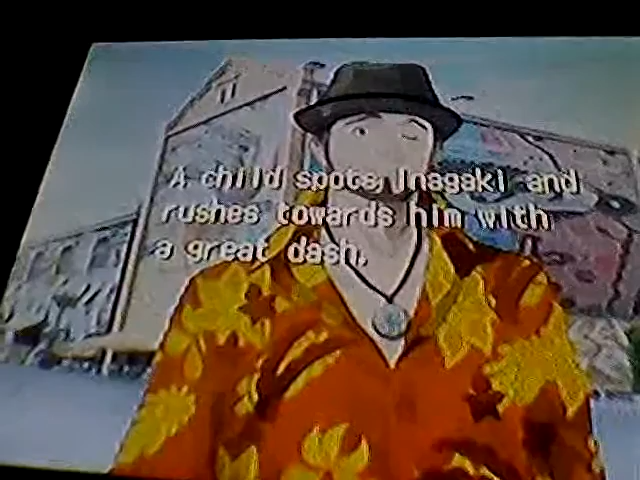 A child spots Inagaki and
rushes towards him with
a great dash.